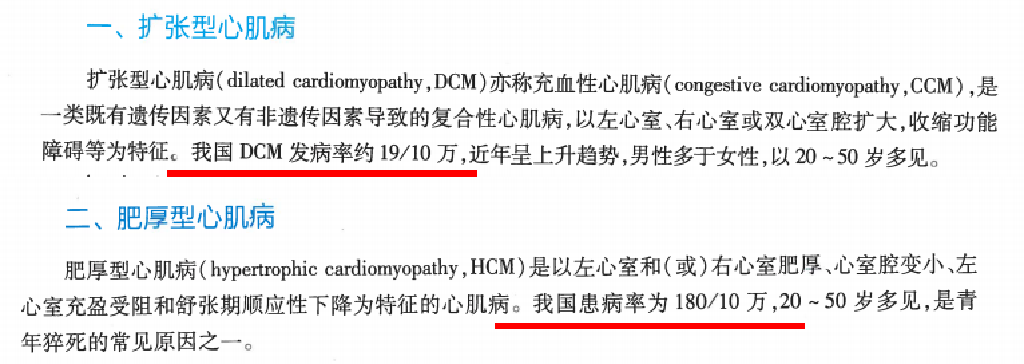 一、扩张型心肌病
扩张型心肌病(dilated cardiomyopathy,DCM)亦称充血性心肌病(congestive cardiomyopathy,CCM),是
一类既有遗传因素又有非遗传因素导致的复合性心肌病,以左心室、右心室或双心室腔扩大,收缩功能
障碍等为特征。我国 DCM 发病率约 19/10 万,近年呈上升趋势,男性多于女性,以 20~50 岁多见。
二、肥厚型心肌病
肥厚型心肌病(hypertrophic cardiomyopathy,HCM)是以左心室和(或)右心室肥厚、心室腔变小、左
心室充盈受阻和舒张期顺应性下降为特征的心肌病。我国患病率为 180/10 万,20~50 岁多见,是青
年猝死的常见原因之一。